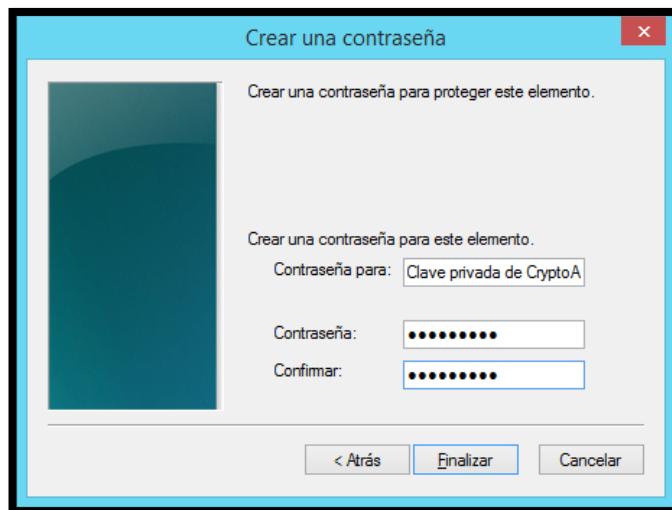 Crear una contraseña
Crear una contraseña para proteger este elemento.
Crear una contraseña para este elemento.
Contraseña para: Clave privada de CryptoA
Contraseña: ●●●●●●●●●
Confirmar: ●●●●●●●●●
< Atrás Finalizar Cancelar